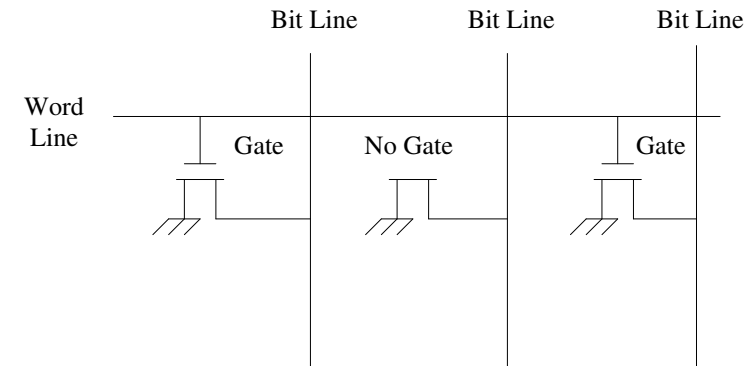 Bit Line
Bit Line
Bit Line
Word
Line
Gate
No Gate
Gate